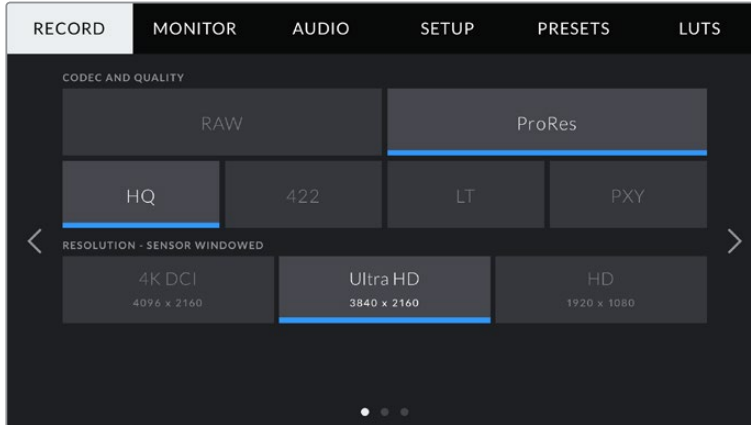 RECORD MONITOR AUDIO SETUP PRESETS LUTS
CODEC AND QUALITY
RAW ProRes
HQ 422 LT PXY
RESOLUTION - SENSOR WINDOWED
4K DCI Ultra HD HD
4096 x 2160 3840 x 2160 1920 x 1080